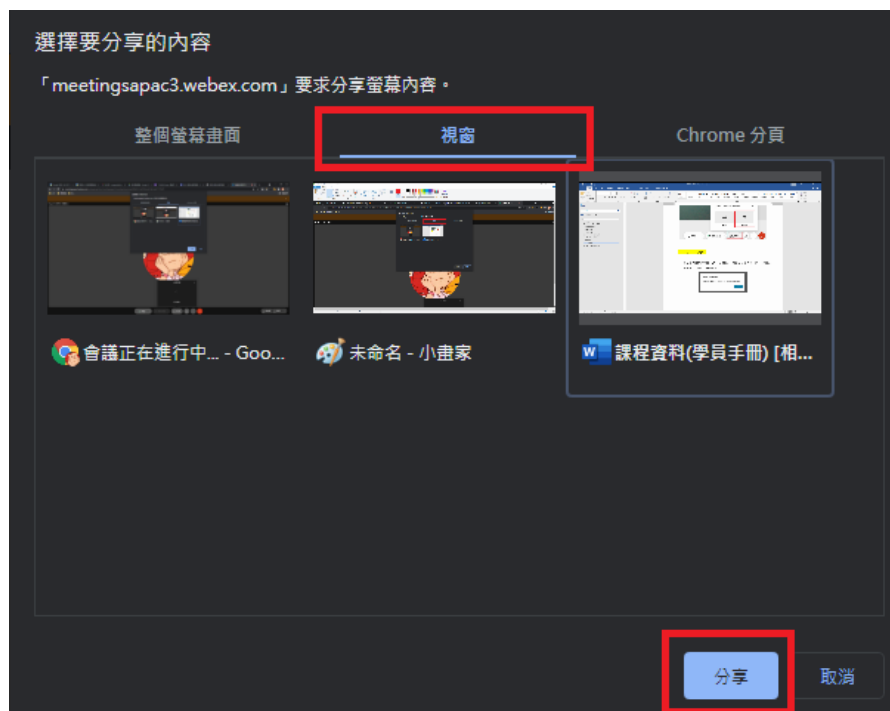 選擇要分享的內容
「meetingsapac3.webex.com」要求分享螢幕內容。
整個螢幕畫面
視窗
Chrome 分頁
會議正在進行中... - Goo...
未命名 - 小畫家
課程資料(學員手冊) [相...
分享
取消